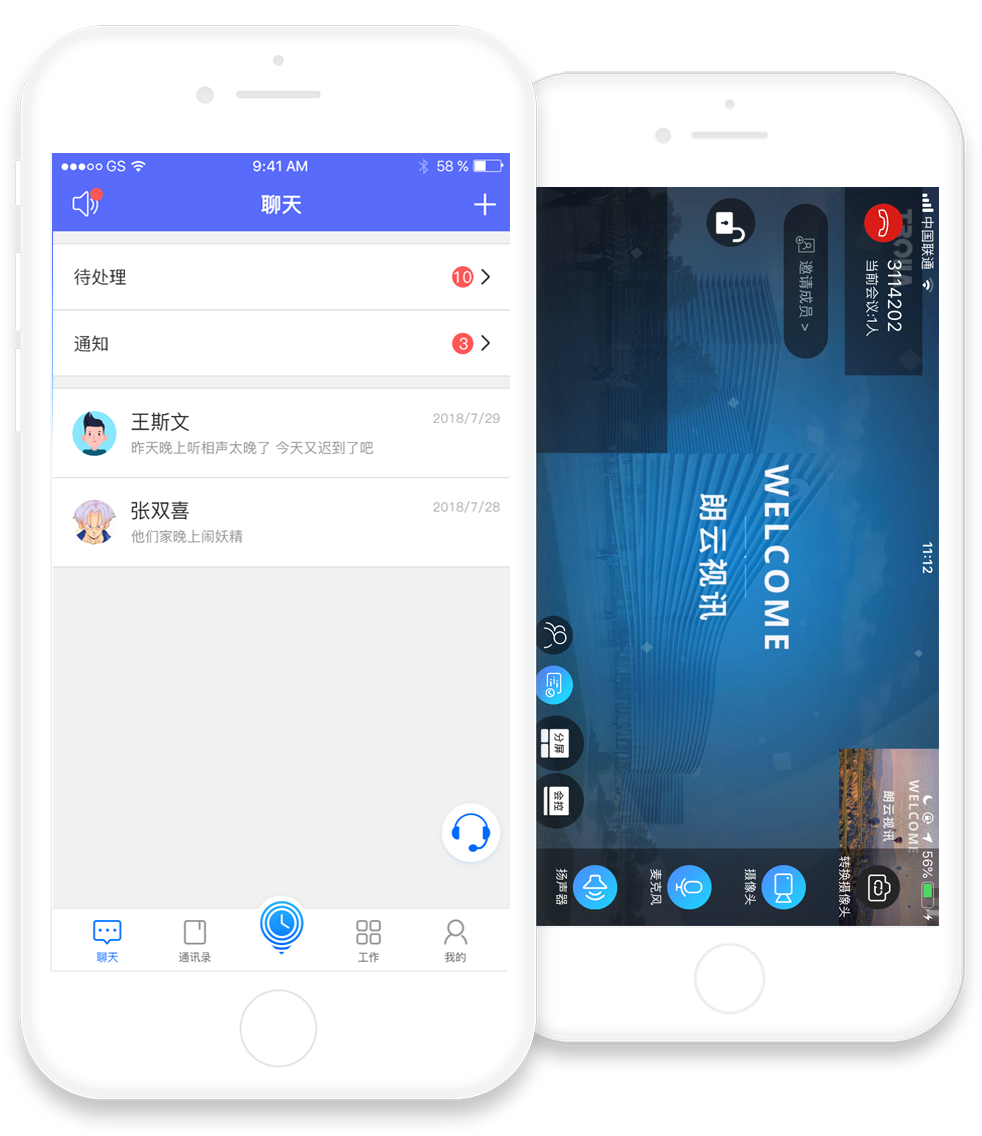 GS
9:41 AM
58 %
聊天
待处理
10
通知
3
王斯文
2018/7/29
昨天晚上听相声太晚了 今天又迟到了吧
张双喜
2018/7/28
他们家晚上闹妖精
聊天
通讯录
工作
我的
中国联通
11:12
56%
3114202
当前会议:1人
邀请成员 >
WELCOME
朗云视讯
WELCOME
朗云视讯
分屏
会控
转换摄像头
摄像头
麦克风
扬声器